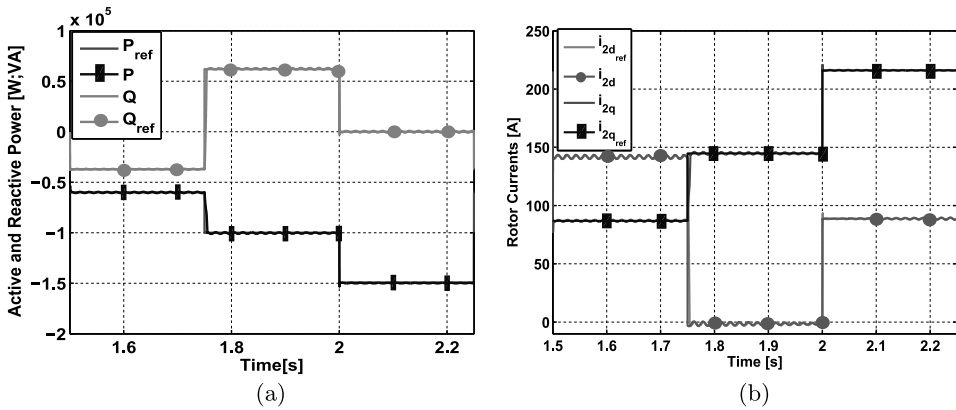 x 10⁵
Active and Reactive Power [W;VA]
1
0.5
0
−0.5
−1
−1.5
−2
P_ref
P
Q
Q_ref
1.6
1.8
2
2.2
Time[s]
(a)
Rotor Currents [A]
250
200
150
100
50
0
i_2d_ref
i_2d
i_2q
i_2q_ref
1.5
1.6
1.7
1.8
1.9
2
2.1
2.2
Time [s]
(b)